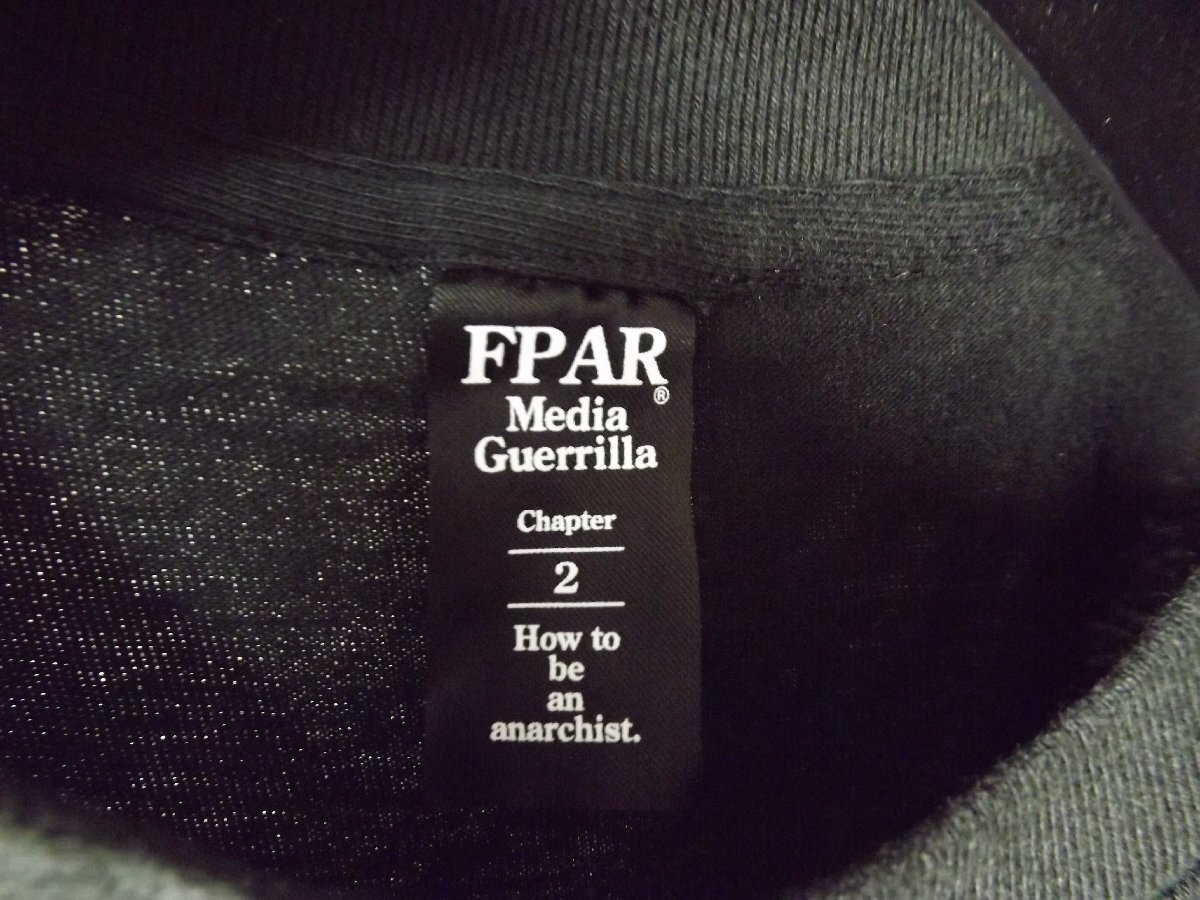 FPAR®
Media
Guerrilla
Chapter
2
How to
be
an
anarchist.